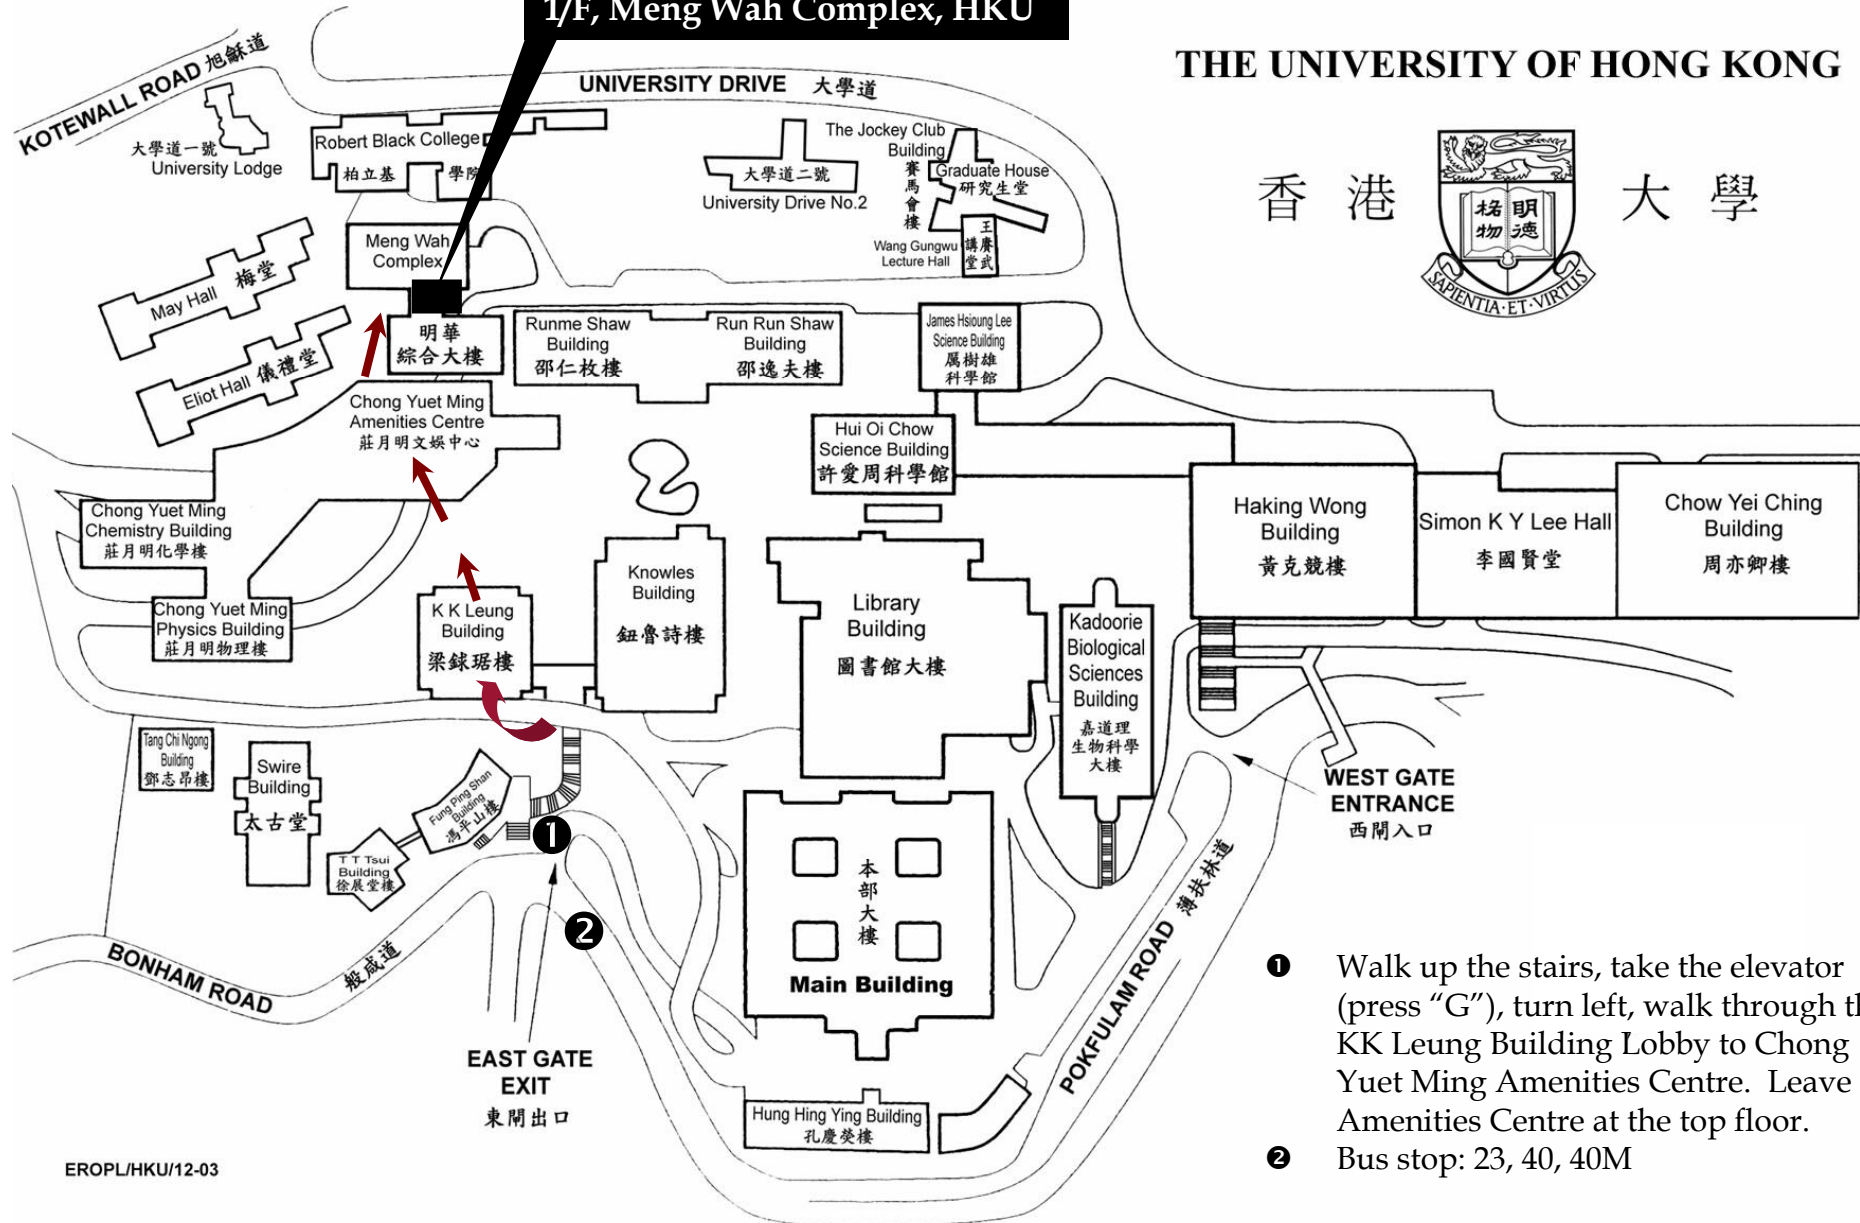 1/F, Meng Wah Complex, HKU
THE UNIVERSITY OF HONG KONG
香港大學
明德
格物
SAPIENTIA·ET·VIRTUS
KOTEWALL ROAD 旭龢道
UNIVERSITY DRIVE 大學道
大學道一號
University Lodge
Robert Black College
柏立基 學院
大學道二號
University Drive No.2
The Jockey Club
Building
賽馬會樓
Graduate House
研究生堂
Wang Gungwu
Lecture Hall
王賡武
講堂
Meng Wah
Complex
明華
綜合大樓
May Hall 梅堂
Eliot Hall 儀禮堂
Runme Shaw
Building
邵仁枚樓
Run Run Shaw
Building
邵逸夫樓
James Hsioung Lee
Science Building
厲樹雄
科學館
Chong Yuet Ming
Amenities Centre
莊月明文娛中心
Hui Oi Chow
Science Building
許愛周科學館
Haking Wong
Building
黃克競樓
Simon K Y Lee Hall
李國賢堂
Chow Yei Ching
Building
周亦卿樓
Chong Yuet Ming
Chemistry Building
莊月明化學樓
Chong Yuet Ming
Physics Building
莊月明物理樓
K K Leung
Building
梁銶琚樓
Knowles
Building
鈕魯詩樓
Library
Building
圖書館大樓
Kadoorie
Biological
Sciences
Building
嘉道理
生物科學
大樓
Tang Chi Ngong
Building
鄧志昂樓
Swire
Building
太古堂
Fung Ping Shan
Building
馮平山樓
T T Tsui
Building
徐展堂樓
WEST GATE
ENTRANCE
西閘入口
本部大樓
Main Building
❶
❷
BONHAM ROAD 般咸道
POKFULAM ROAD 薄扶林道
EAST GATE
EXIT
東閘出口
Hung Hing Ying Building
孔慶熒樓
❶ Walk up the stairs, take the elevator
(press “G”), turn left, walk through th
KK Leung Building Lobby to Chong
Yuet Ming Amenities Centre. Leave
Amenities Centre at the top floor.
❷ Bus stop: 23, 40, 40M
EROPL/HKU/12-03